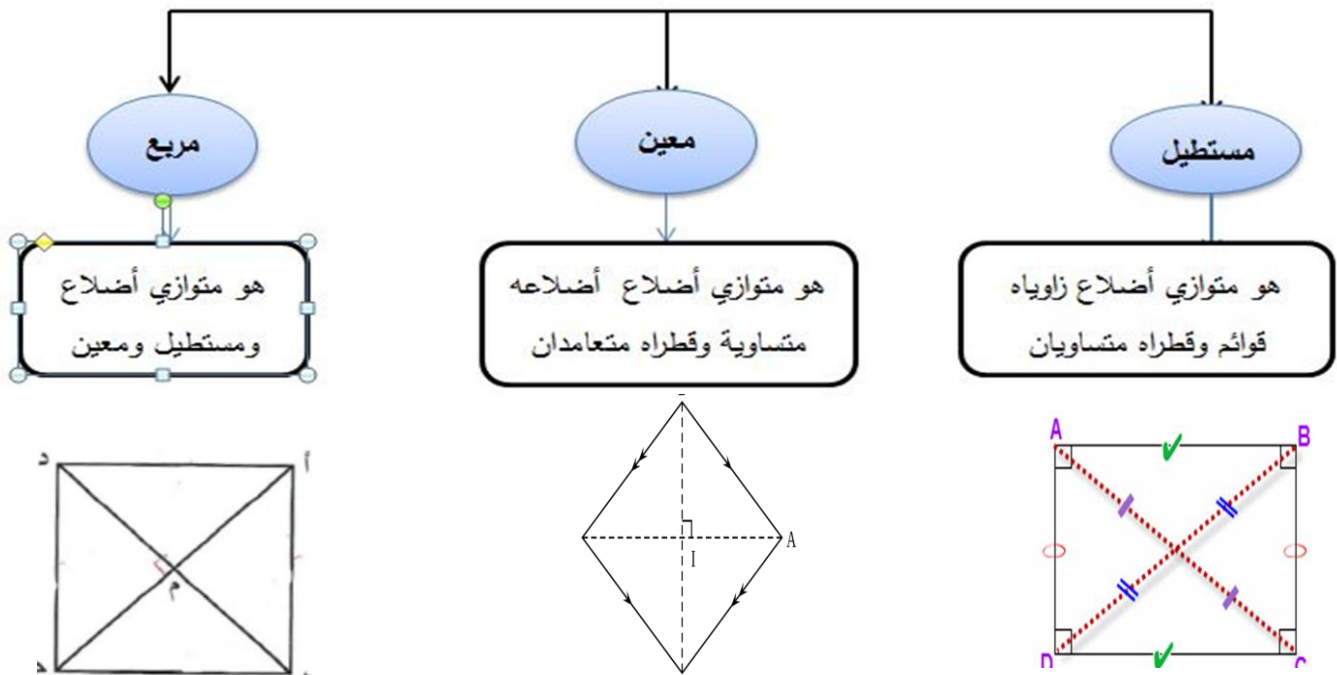 مستطيل
معين
مربع
هو متوازي أضلاع زاوياه
قوائم وقطراه متساويان
هو متوازي أضلاع أضلاعه
متساوية وقطراه متعامدان
هو متوازي أضلاع
ومستطيل ومعين
A
B
D
C
A
I
أ
د
م